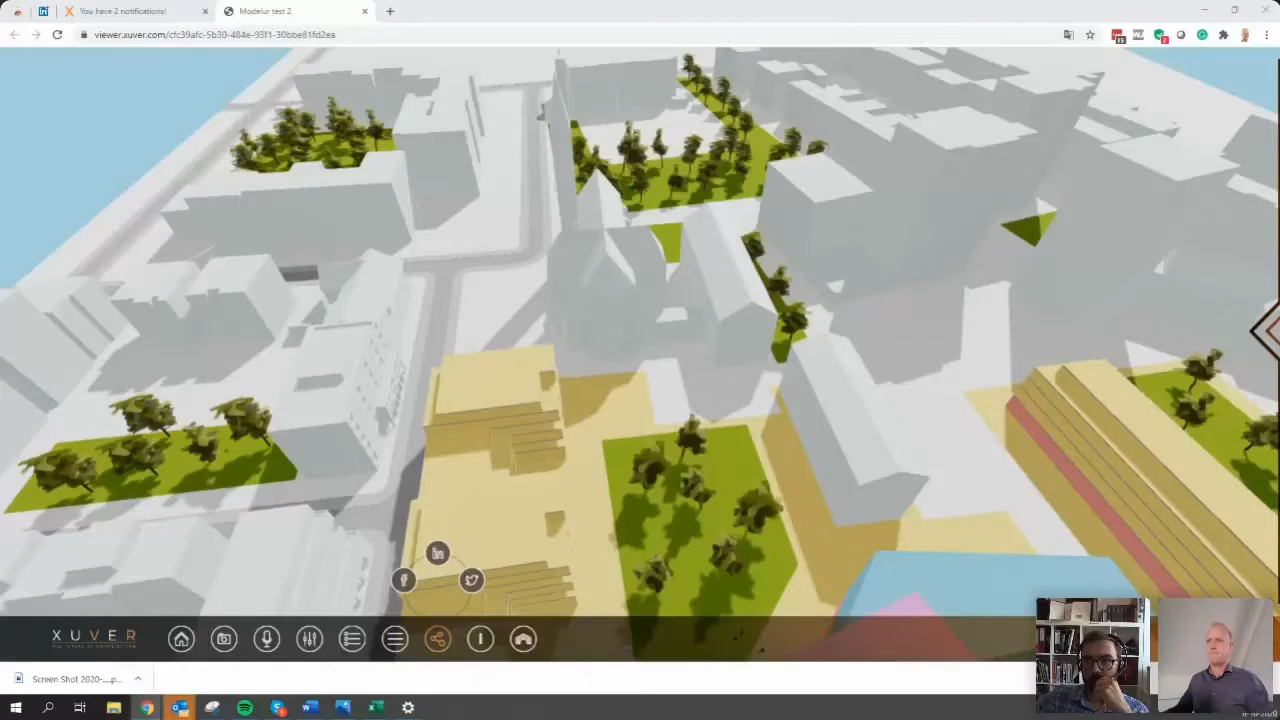 You have 2 notifications!
Modelur test 2
viewer.xuver.com/cfc39afc-5b30-484e-93f1-30bbe81fd2ea
in
f
XUVER
Screen Shot 2020-....p...